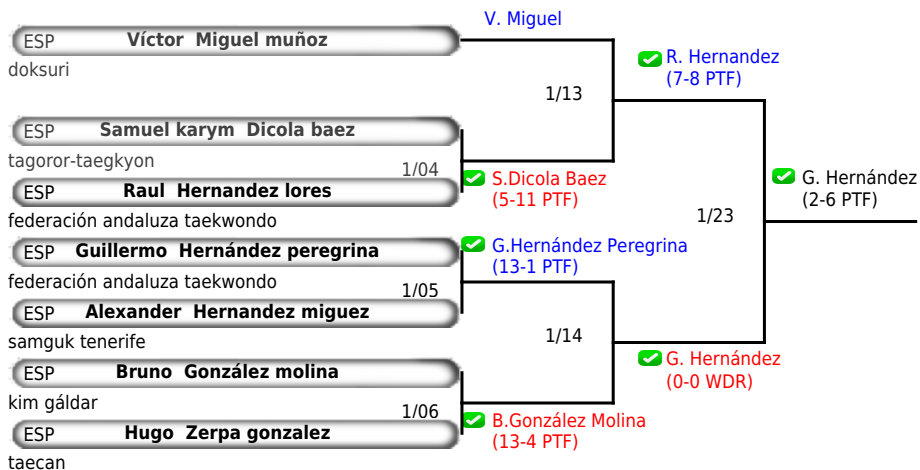 V. Miguel
ESP Víctor Miguel muñoz
doksuri
R. Hernandez
(7-8 PTF)
1/13
ESP Samuel karym Dicola baez
tagoror-taegkyon
1/04
S.Dicola Baez
(5-11 PTF)
ESP Raul Hernandez lores
federación andaluza taekwondo
G. Hernández
(2-6 PTF)
1/23
ESP Guillermo Hernández peregrina
federación andaluza taekwondo
G.Hernández Peregrina
(13-1 PTF)
1/05
ESP Alexander Hernandez miguez
samguk tenerife
1/14
G. Hernández
(0-0 WDR)
ESP Bruno González molina
kim gáldar
1/06
B.González Molina
(13-4 PTF)
ESP Hugo Zerpa gonzalez
taecan